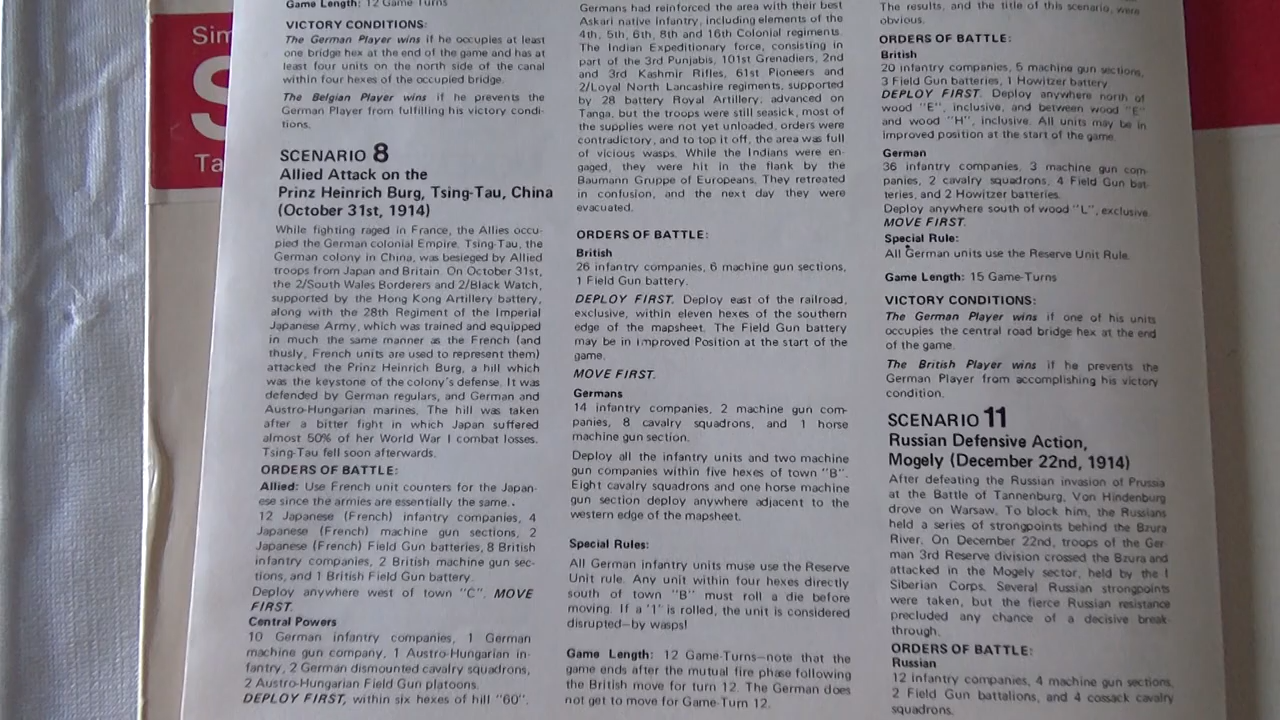 Sim
S
Ta
Game Length: 12 Game-Turns
VICTORY CONDITIONS:
The German Player wins if he occupies at least
one bridge hex at the end of the game and has at
least four units on the north side of the canal
within four hexes of the occupied bridge.
The Belgian Player wins if he prevents the
German Player from fulfilling his victory condi-
tions.
SCENARIO 8
Allied Attack on the
Prinz Heinrich Burg, Tsing-Tau, China
(October 31st, 1914)
While fighting raged in France, the Allies occu-
pied the German colonial Empire. Tsing-Tau, the
German colony in China, was besieged by Allied
troops from Japan and Britain. On October 31st,
the 2/South Wales Borderers and 2/Black Watch,
supported by the Hong Kong Artillery battery,
along with the 28th Regiment of the Imperial
Japanese Army, which was trained and equipped
in much the same manner as the French (and
thusly, French units are used to represent them)
attacked the Prinz Heinrich Burg, a hill which
was the keystone of the colony's defense. It was
defended by German regulars, and German and
Austro-Hungarian marines. The hill was taken
after a bitter fight in which Japan suffered
almost 50% of her World War I combat losses.
Tsing-Tau fell soon afterwards.
ORDERS OF BATTLE:
Allied: Use French unit counters for the Japan-
ese since the armies are essentially the same.
12 Japanese (French) infantry companies, 4
Japanese (French) machine gun sections, 2
Japanese (French) Field Gun batteries, 8 British
infantry companies, 2 British machine gun sec-
tions, and 1 British Field Gun battery.
Deploy anywhere west of town "C". MOVE
FIRST.
Central Powers
10 German infantry companies, 1 German
machine gun company, 1 Austro-Hungarian in-
fantry, 2 German dismounted cavalry squadrons,
2 Austro-Hungarian Field Gun platoons.
DEPLOY FIRST, within six hexes of hill "60".
Germans had reinforced the area with their best
Askari native infantry, including elements of the
4th, 5th, 6th, 8th and 16th Colonial regiments.
The Indian Expeditionary force, consisting in
part of the 3rd Punjabis, 101st Grenadiers, 2nd
and 3rd Kashmir Rifles, 61st Pioneers and
2/Loyal North Lancashire regiments, supported
by 28 battery Royal Artillery, advanced on
Tanga, but the troops were still seasick, most of
the supplies were not yet unloaded, orders were
contradictory, and to top it off, the area was full
of vicious wasps. While the Indians were en-
gaged, they were hit in the flank by the
Baumann Gruppe of Europeans. They retreated
in confusion, and the next day they were
evacuated.
ORDERS OF BATTLE:
British
26 infantry companies, 6 machine gun sections,
1 Field Gun battery.
DEPLOY FIRST. Deploy east of the railroad,
exclusive, within eleven hexes of the southern
edge of the mapsheet. The Field Gun battery
may be in Improved Position at the start of the
game.
MOVE FIRST.
Germans
14 infantry companies, 2 machine gun com-
panies, 8 cavalry squadrons, and 1 horse
machine gun section.
Deploy all the infantry units and two machine
gun companies within five hexes of town "B".
Eight cavalry squadrons and one horse machine
gun section deploy anywhere adjacent to the
western edge of the mapsheet.
Special Rules:
All German infantry units muse use the Reserve
Unit rule. Any unit within four hexes directly
south of town "B" must roll a die before
moving. If a '1' is rolled, the unit is considered
disrupted—by wasps!
Game Length: 12 Game-Turns—note that the
game ends after the mutual fire phase following
the British move for turn 12. The German does
not get to move for Game-Turn 12.
The results, and the title of this scenario, were
obvious.
ORDERS OF BATTLE:
British
20 infantry companies, 5 machine gun sections,
3 Field Gun batteries, 1 Howitzer battery
DEPLOY FIRST. Deploy anywhere north of
wood "E", inclusive, and between wood "E"
and wood "H", inclusive. All units may be in
improved position at the start of the game.
German
36 infantry companies, 3 machine gun com-
panies, 2 cavalry squadrons, 4 Field Gun bat-
teries, and 2 Howitzer batteries.
Deploy anywhere south of wood "L", exclusive.
MOVE FIRST.
Special Rule:
All German units use the Reserve Unit Rule.
Game Length: 15 Game-Turns
VICTORY CONDITIONS:
The German Player wins if one of his units
occupies the central road bridge hex at the end
of the game.
The British Player wins if he prevents the
German Player from accomplishing his victory
condition.
SCENARIO 11
Russian Defensive Action,
Mogely (December 22nd, 1914)
After defeating the Russian invasion of Prussia
at the Battle of Tannenburg, Von Hindenburg
drove on Warsaw. To block him, the Russians
held a series of strongpoints behind the Bzura
River. On December 22nd, troops of the Ger
man 3rd Reserve division crossed the Bzura and
attacked in the Mogely sector, held by the I
Siberian Corps. Several Russian strongpoints
were taken, but the fierce Russian resistance
precluded any chance of a decisive break-
through.
ORDERS OF BATTLE:
Russian
12 infantry companies, 4 machine gun sections,
2 Field Gun battalions, and 4 cossack cavalry
squadrons.